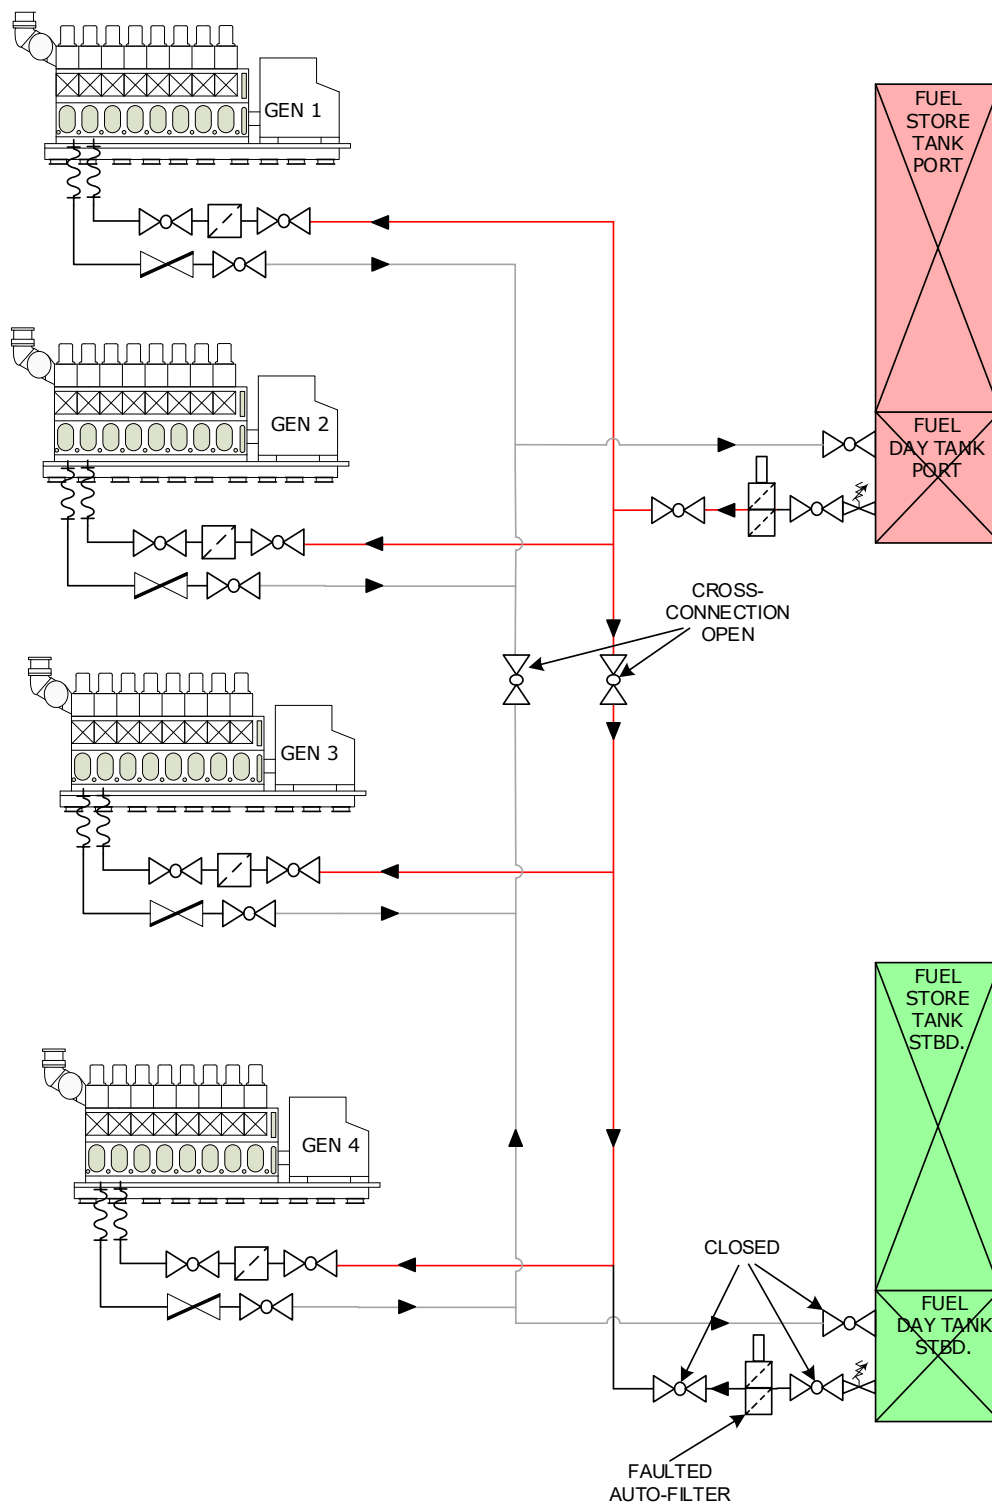 GEN 1
FUEL
STORE
TANK
PORT
GEN 2
FUEL
DAY TANK
PORT
CROSS-
CONNECTION
OPEN
GEN 3
FUEL
STORE
TANK
STBD.
GEN 4
CLOSED
FUEL
DAY TANK
STBD.
FAULTED
AUTO-FILTER